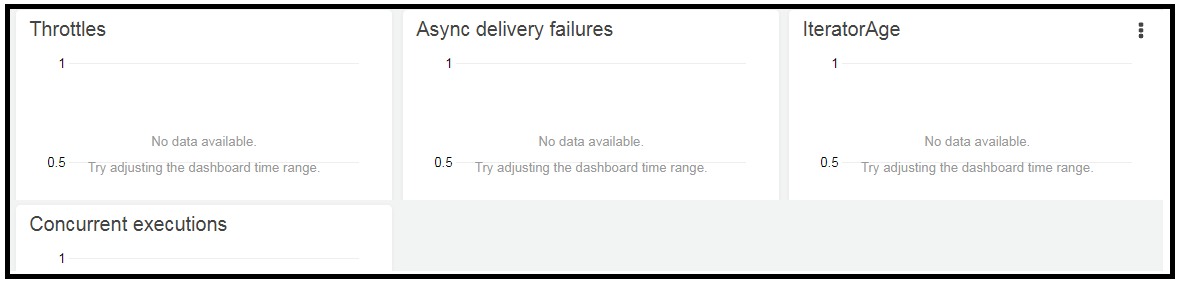 Throttles
1
No data available.
0.5
Try adjusting the dashboard time range.
Async delivery failures
1
No data available.
0.5
Try adjusting the dashboard time range.
IteratorAge
1
No data available.
0.5
Try adjusting the dashboard time range.
Concurrent executions
1